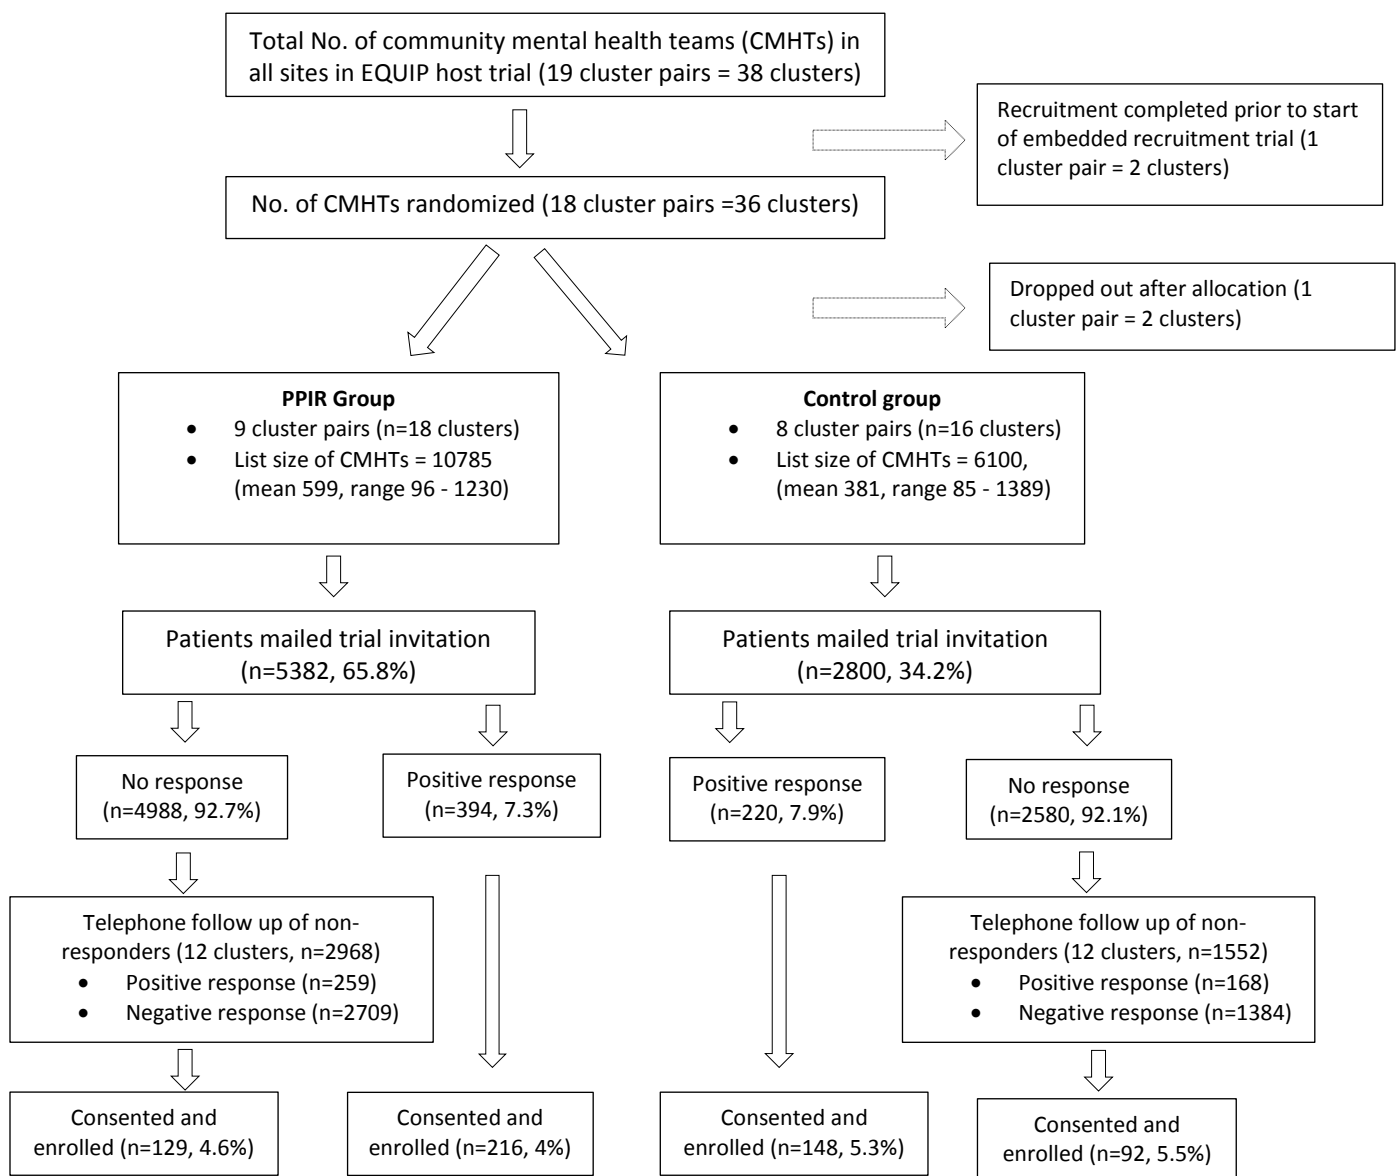 Total No. of community mental health teams (CMHTs) in
all sites in EQUIP host trial (19 cluster pairs = 38 clusters)
Recruitment completed prior to start
of embedded recruitment trial (1
cluster pair = 2 clusters)
No. of CMHTs randomized (18 cluster pairs =36 clusters)
Dropped out after allocation (1
cluster pair = 2 clusters)
PPIR Group
• 9 cluster pairs (n=18 clusters)
• List size of CMHTs = 10785
(mean 599, range 96 - 1230)
Control group
• 8 cluster pairs (n=16 clusters)
• List size of CMHTs = 6100,
(mean 381, range 85 - 1389)
Patients mailed trial invitation
(n=5382, 65.8%)
Patients mailed trial invitation
(n=2800, 34.2%)
No response
(n=4988, 92.7%)
Positive response
(n=394, 7.3%)
Positive response
(n=220, 7.9%)
No response
(n=2580, 92.1%)
Telephone follow up of non-
responders (12 clusters, n=2968)
• Positive response (n=259)
• Negative response (n=2709)
Telephone follow up of non-
responders (12 clusters, n=1552)
• Positive response (n=168)
• Negative response (n=1384)
Consented and
enrolled (n=129, 4.6%)
Consented and
enrolled (n=216, 4%)
Consented and
enrolled (n=148, 5.3%)
Consented and
enrolled (n=92, 5.5%)